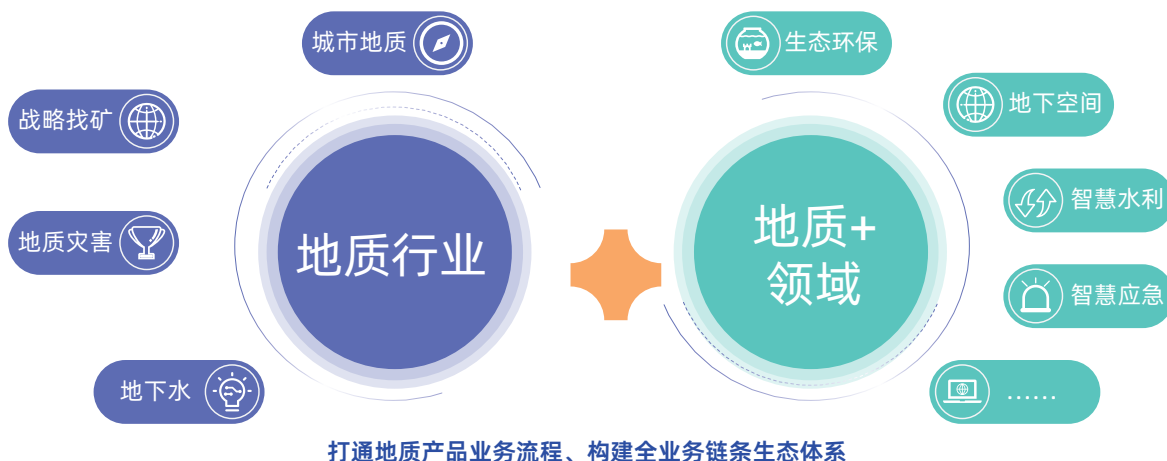 城市地质
战略找矿
地质灾害
地下水
地质行业
生态环保
地下空间
智慧水利
智慧应急
......
地质+
领域
打通地质产品业务流程、构建全业务链条生态体系